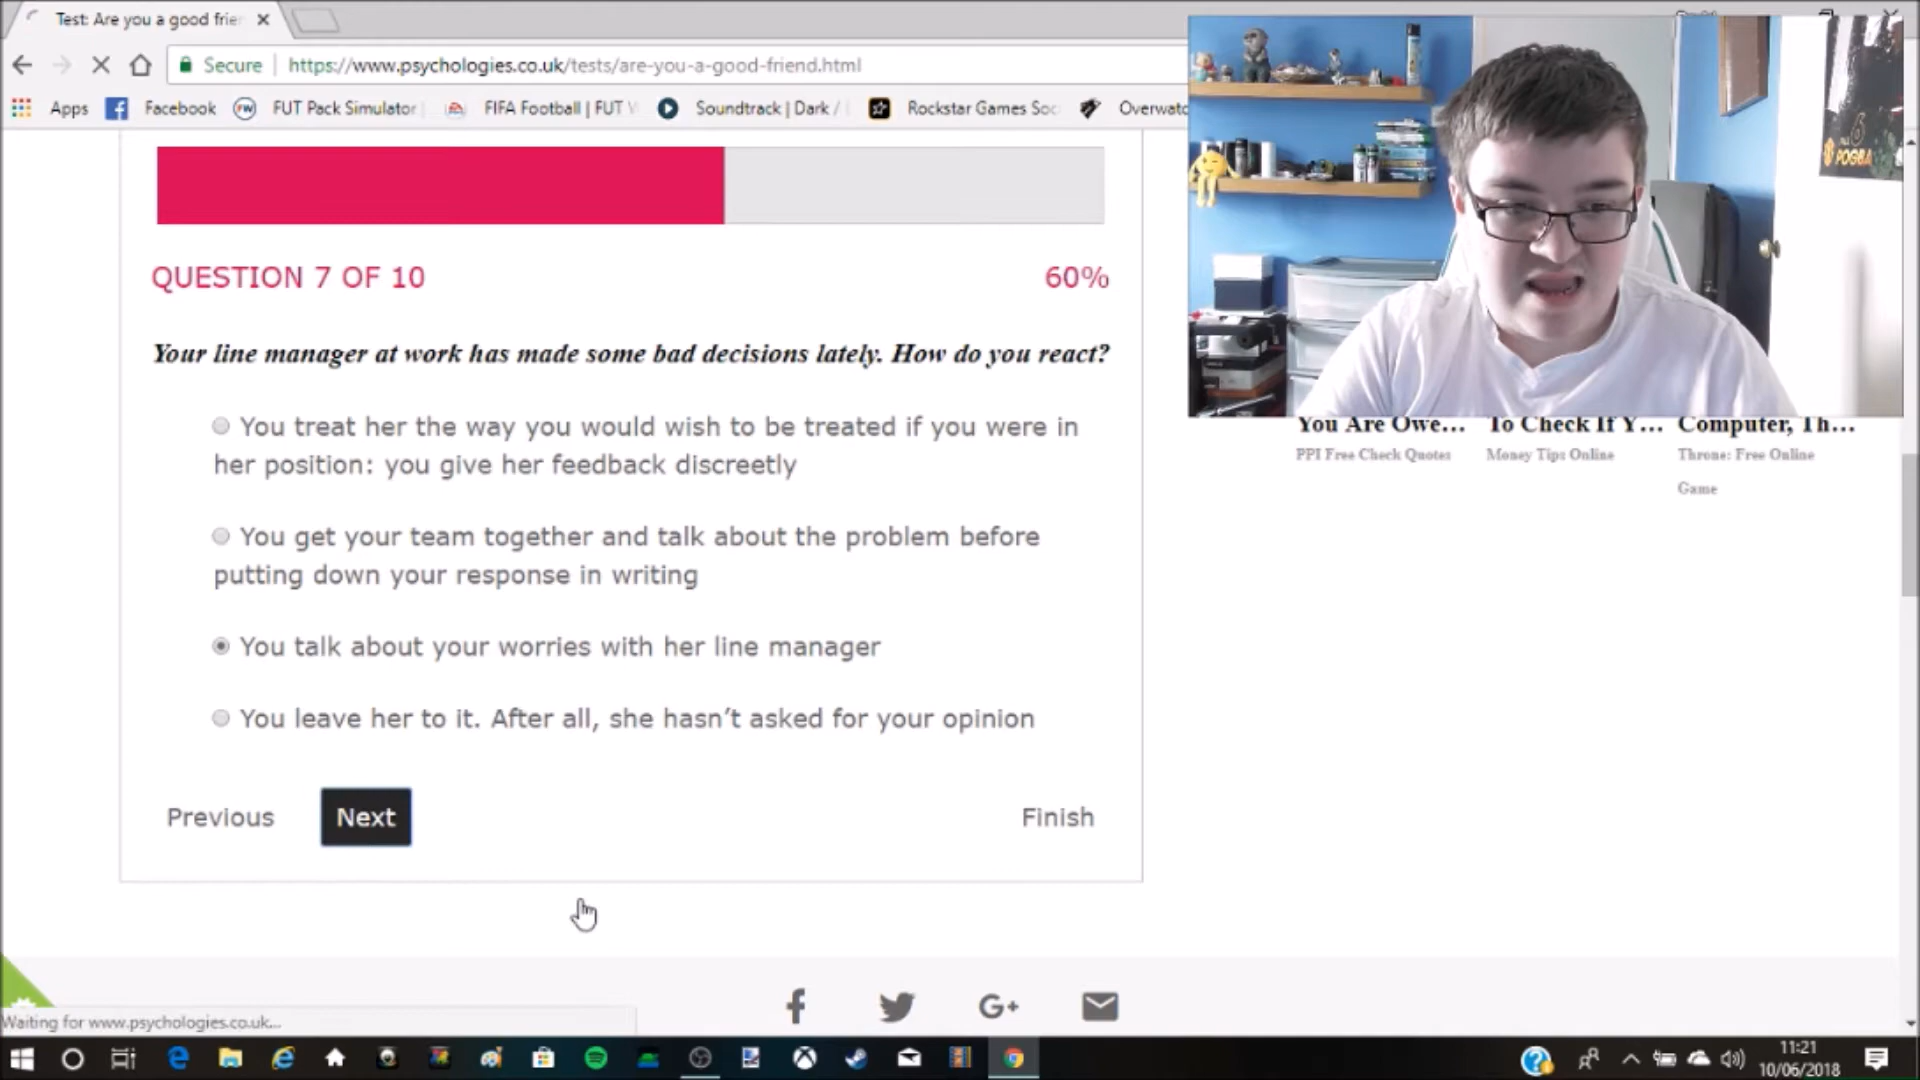 Test: Are you a good frie
Secure https://www.psychologies.co.uk/tests/are-you-a-good-friend.html
Apps Facebook FUT Pack Simulator FIFA Football | FUT Soundtrack | Dark / Rockstar Games Soc Overwatc
6
POGBA
QUESTION 7 OF 10 60%
Your line manager at work has made some bad decisions lately. How do you react?
You treat her the way you would wish to be treated if you were in
her position: you give her feedback discreetly
You get your team together and talk about the problem before
putting down your response in writing
You talk about your worries with her line manager
You leave her to it. After all, she hasn't asked for your opinion
Previous Next Finish
You Are Owe... To Check If Y... Computer, Th...
PPI Free Check Quotes Money Tips Online Throne: Free Online
Game
G+
Waiting for www.psychologies.co.uk...
11:21
10/06/2018